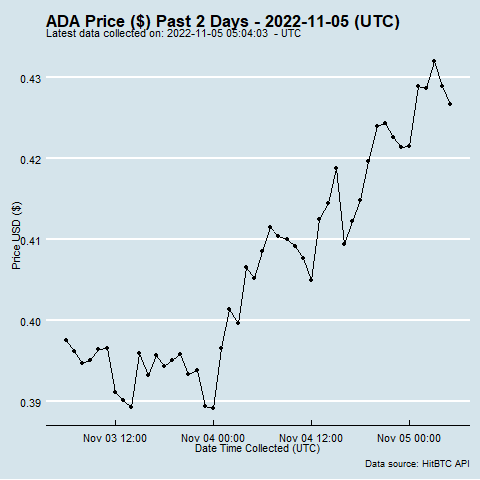 ADA Price ($) Past 2 Days - 2022-11-05 (UTC)
Latest data collected on: 2022-11-05 05:04:03  - UTC
0.43
0.42
0.41
0.40
0.39
Price USD ($)
Nov 03 12:00 Nov 04 00:00 Nov 04 12:00 Nov 05 00:00
Date Time Collected (UTC)
Data source: HitBTC API